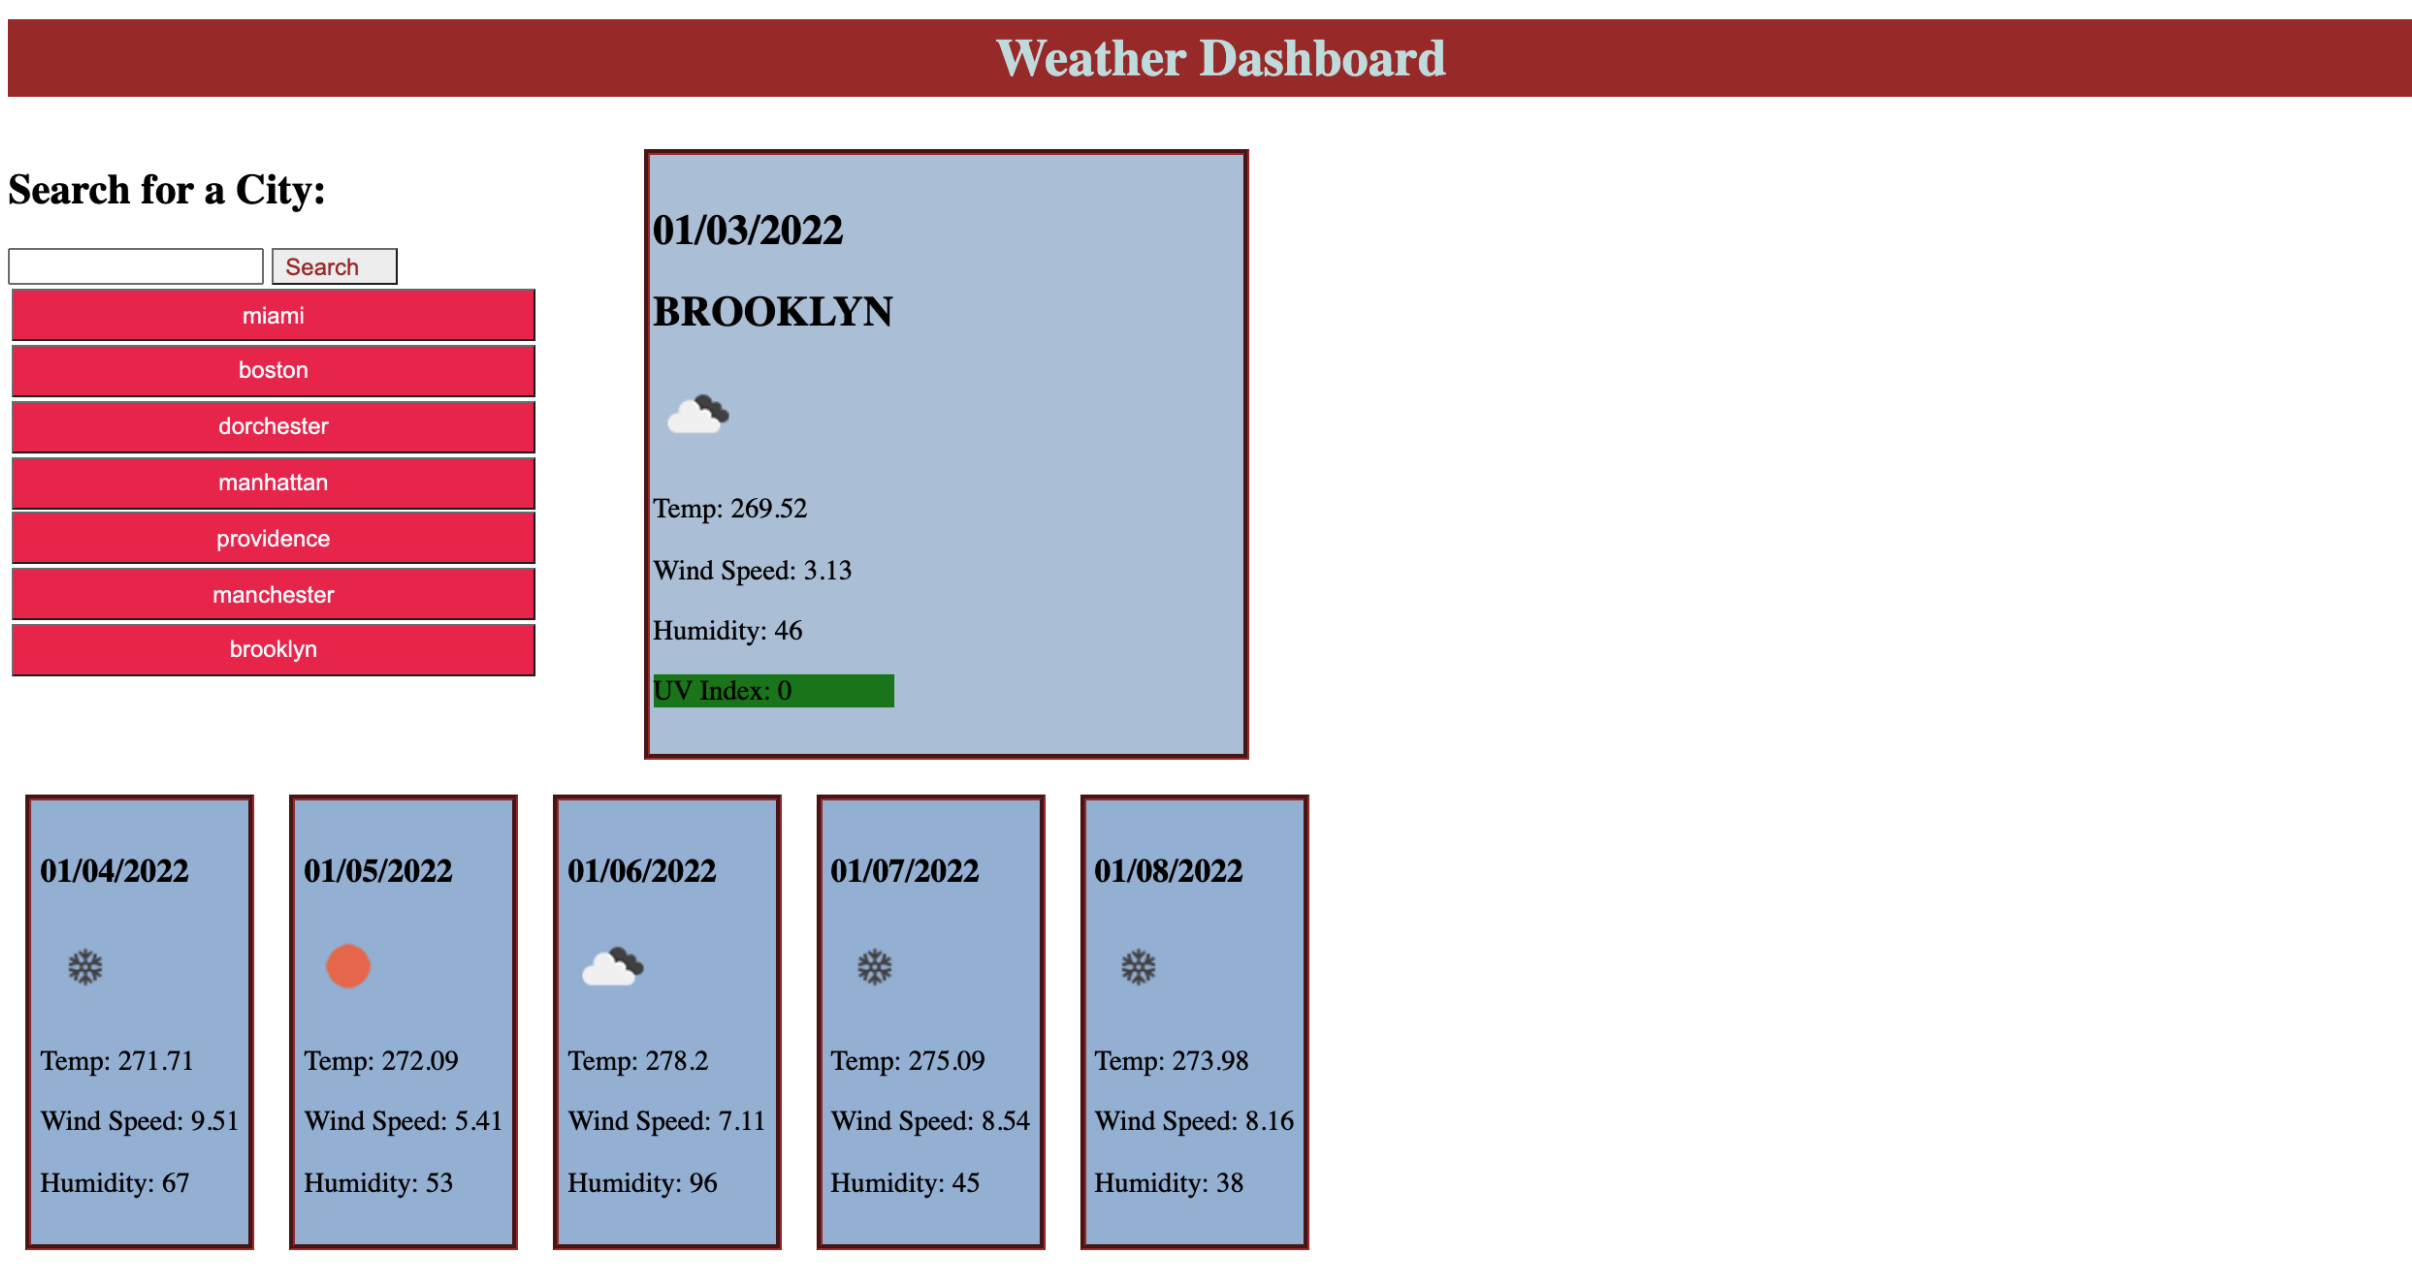 Weather Dashboard
Search for a City:
Search
miami
boston
dorchester
manhattan
providence
manchester
brooklyn
01/03/2022
BROOKLYN
Temp: 269.52
Wind Speed: 3.13
Humidity: 46
UV Index: 0
01/04/2022
Temp: 271.71
Wind Speed: 9.51
Humidity: 67
01/05/2022
Temp: 272.09
Wind Speed: 5.41
Humidity: 53
01/06/2022
Temp: 278.2
Wind Speed: 7.11
Humidity: 96
01/07/2022
Temp: 275.09
Wind Speed: 8.54
Humidity: 45
01/08/2022
Temp: 273.98
Wind Speed: 8.16
Humidity: 38